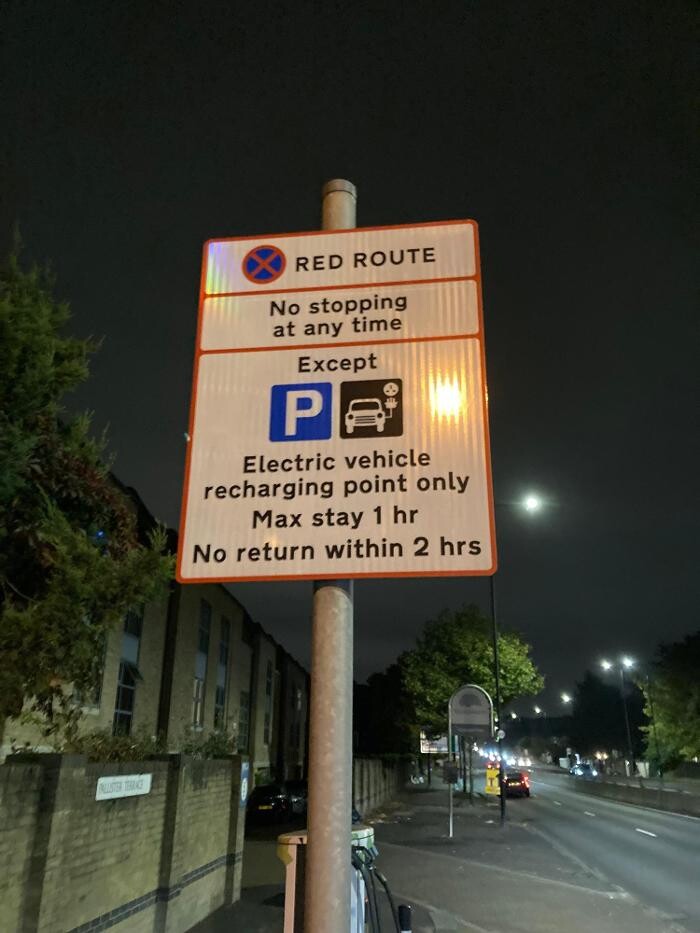 RED ROUTE
No stopping
at any time
Except
P
Electric vehicle
recharging point only
Max stay 1 hr
No return within 2 hrs
PALLISTER TERRACE